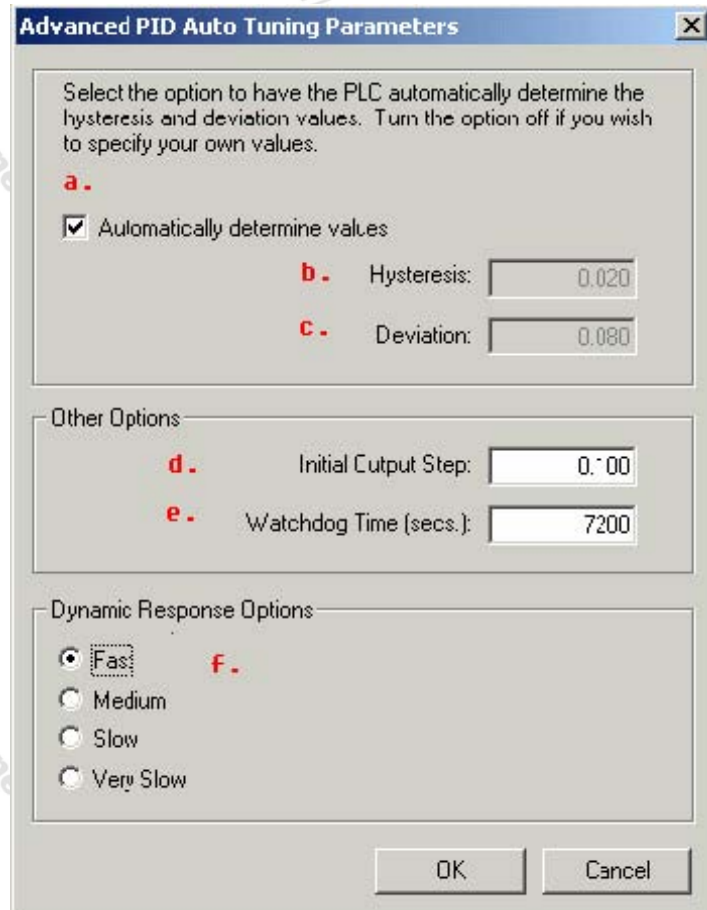 Advanced PID Auto Tuning Parameters
Select the option to have the PLC automatically determine the
hysteresis and deviation values. Turn the option off if you wish
to specify your own values.
a.
Automatically determine values
b. Hysteresis: 0.020
c. Deviation: 0.080
Other Options
d. Initial Cutput Step: 0.100
e. Watchdog Time (secs.): 7200
Dynamic Response Options
Fast f.
Medium
Slow
Very Slow
OK Cancel